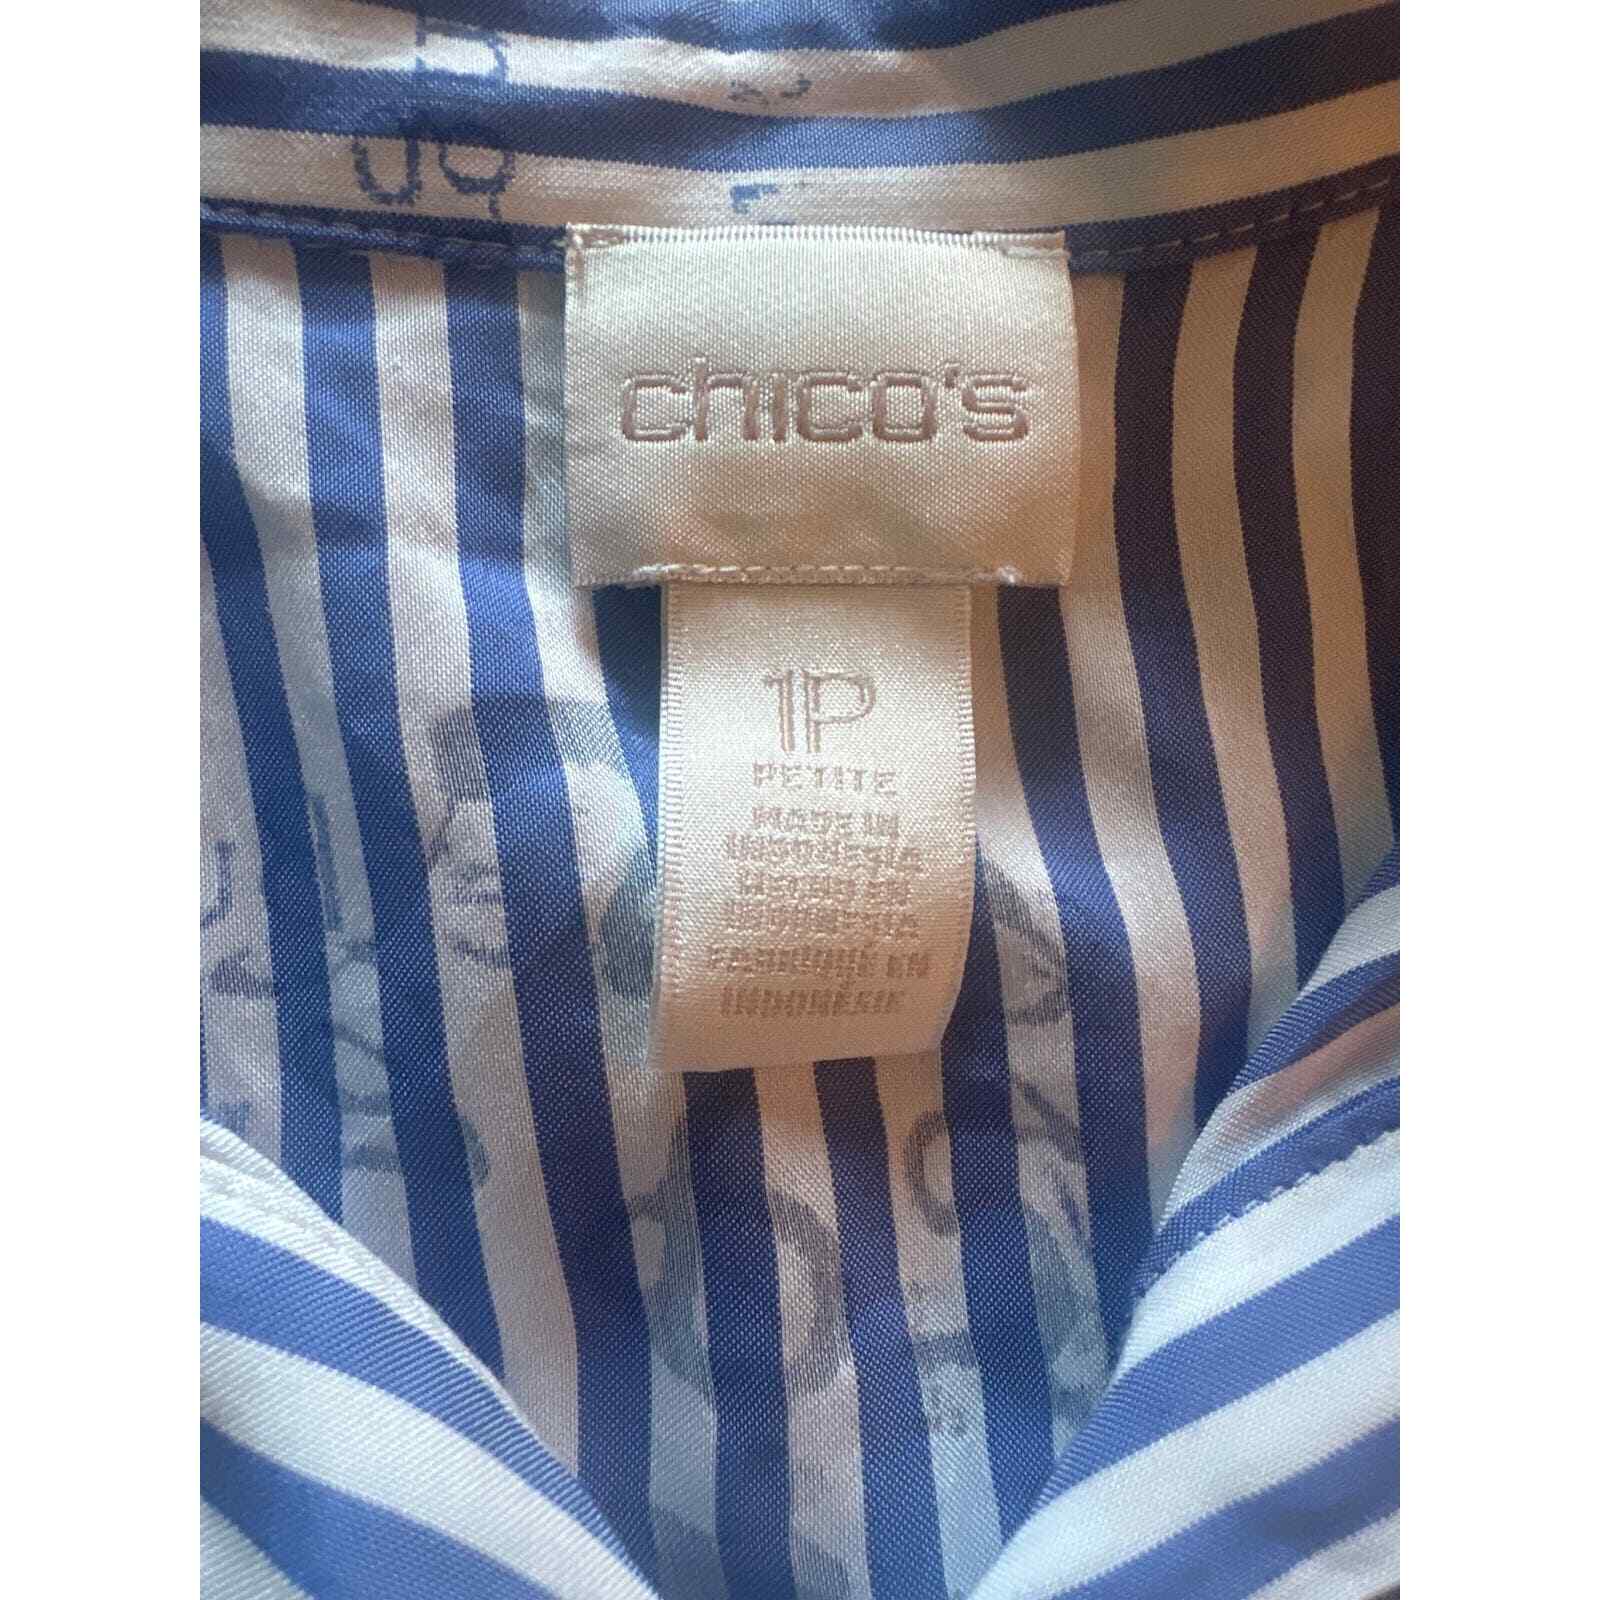 chico's
1P
PETITE
MADE IN
INDONESIA
HECHO EN
INDONESIA
FABRIQUÉ EN
INDONÉSIE